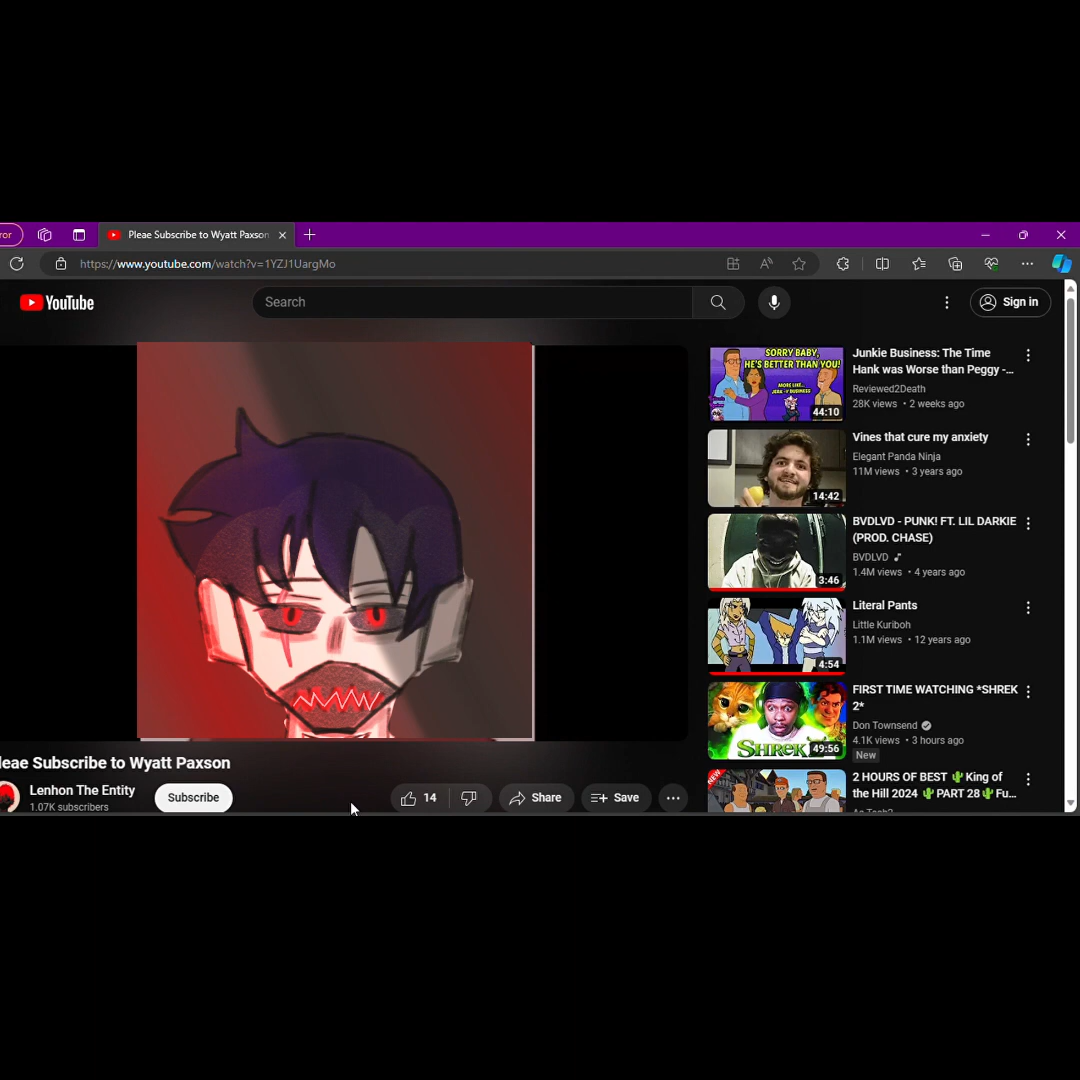 ror
Pleae Subscribe to Wyatt Paxson
https://www.youtube.com/watch?v=1YZJ1UargMo
YouTube
Search
Sign in
SORRY BABY,
HE'S BETTER THAN YOU!
MORE LIKE...
44:10
Junkie Business: The Time
Hank was Worse than Peggy -...
Reviewed2Death
28K views • 2 weeks ago
14:42
Vines that cure my anxiety
Elegant Panda Ninja
11M views • 3 years ago
3:46
BVDLVD - PUNK! FT. LIL DARKIE
(PROD. CHASE)
BVDLVD
1.4M views • 4 years ago
4:54
Literal Pants
Little Kuriboh
1.1M views • 12 years ago
SHREK
49:56
FIRST TIME WATCHING *SHREK
2*
Don Townsend
4.1K views • 3 hours ago
New
NEW
2 HOURS OF BEST 🌵King of
the Hill 2024 🌵PART 28🌵Fu...
leae Subscribe to Wyatt Paxson
Lenhon The Entity
1.07K subscribers
Subscribe
14
Share
Save